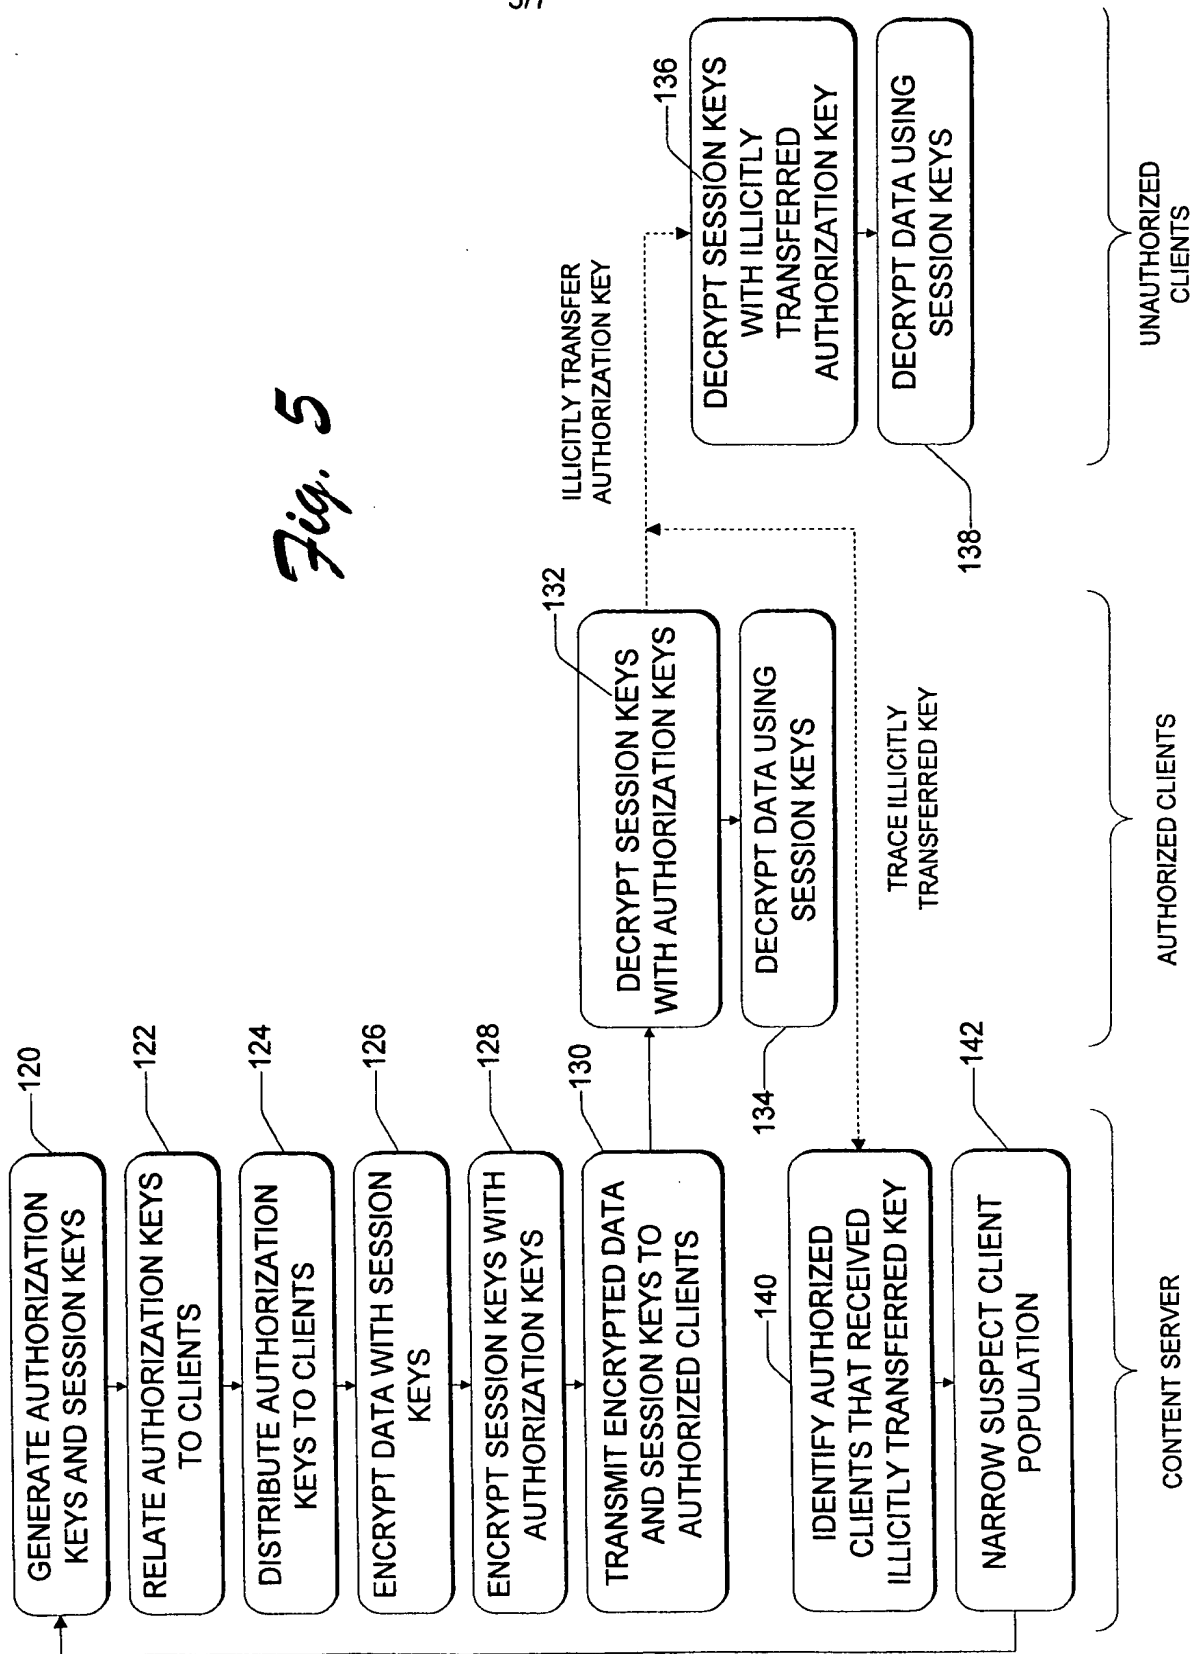 3/7
120
GENERATE AUTHORIZATION
KEYS AND SESSION KEYS
122
RELATE AUTHORIZATION KEYS
TO CLIENTS
124
DISTRIBUTE AUTHORIZATION
KEYS TO CLIENTS
126
ENCRYPT DATA WITH SESSION
KEYS
128
ENCRYPT SESSION KEYS WITH
AUTHORIZATION KEYS
130
TRANSMIT ENCRYPTED DATA
AND SESSION KEYS TO
AUTHORIZED CLIENTS
140
IDENTIFY AUTHORIZED
CLIENTS THAT RECEIVED
ILLICITLY TRANSFERRED KEY
142
NARROW SUSPECT CLIENT
POPULATION
CONTENT SERVER
132
DECRYPT SESSION KEYS
WITH AUTHORIZATION KEYS
134
DECRYPT DATA USING
SESSION KEYS
TRACE ILLICITLY
TRANSFERRED KEY
AUTHORIZED CLIENTS
Fig. 5
ILLICITLY TRANSFER
AUTHORIZATION KEY
136
DECRYPT SESSION KEYS
WITH ILLICITLY
TRANSFERRED
AUTHORIZATION KEY
138
DECRYPT DATA USING
SESSION KEYS
UNAUTHORIZED
CLIENTS